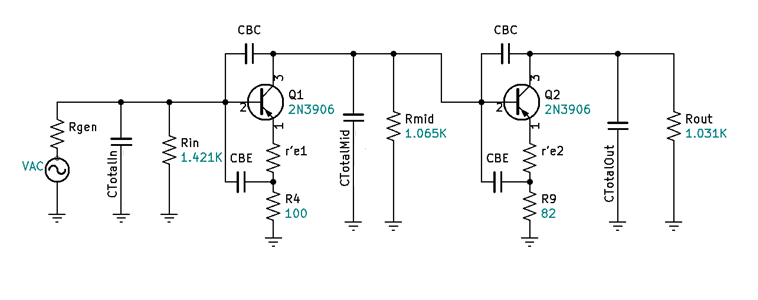 CBC
CBC
3
3
Q1
2N3906
Q2
2N3906
2
2
Rgen
Rmid
1.065K
Rout
1.031K
1
1
Rin
1.421K
r'e1
r'e2
VAC
CTotalIn
CBE
CTotalMid
CBE
CTotalOut
R4
100
R9
82